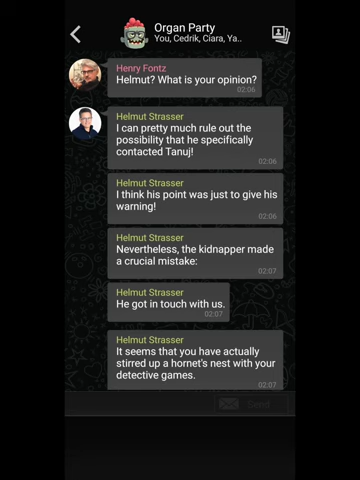 Organ Party
You, Cedrik, Ciara, Ya..
Henry Fontz
Helmut? What is your opinion?
02:06
Helmut Strasser
I can pretty much rule out the
possibility that he specifically
contacted Tanuj!
02:06
Helmut Strasser
I think his point was just to give his
warning!
02:06
Helmut Strasser
Nevertheless, the kidnapper made
a crucial mistake:
02:07
Helmut Strasser
He got in touch with us.
02:07
Helmut Strasser
It seems that you have actually
stirred up a hornet's nest with your
detective games.
02:07
Send